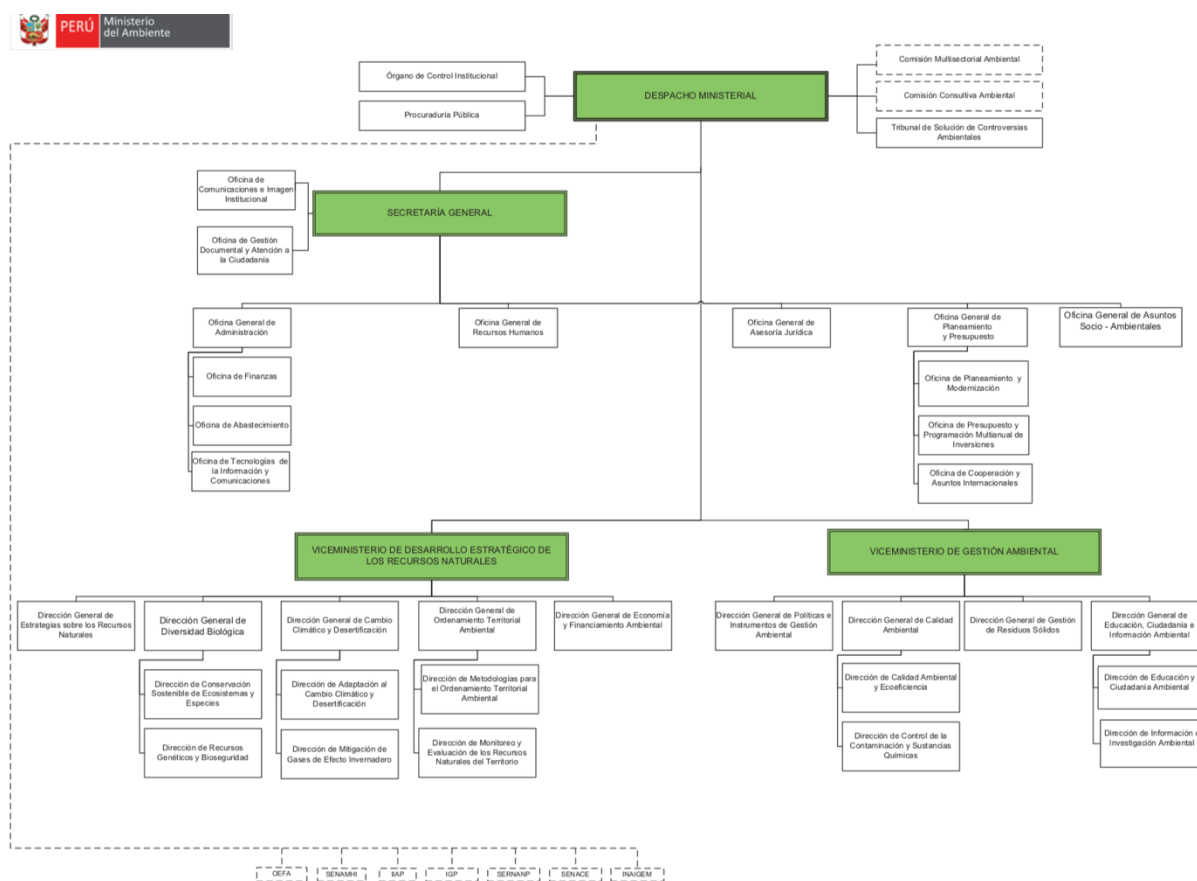 PERÚ
Ministerio
del Ambiente
Órgano de Control Institucional
Procuraduría Pública
DESPACHO MINISTERIAL
Comisión Multisectorial Ambiental
Comisión Consultiva Ambiental
Tribunal de Solución de Controversias
Ambientales
Oficina de
Comunicaciones e Imagen
Institucional
Oficina de Gestión
Documental y Atención a
la Ciudadanía
SECRETARÍA GENERAL
Oficina General de
Administración
Oficina General de
Recursos Humanos
Oficina General de
Asesoría Jurídica
Oficina General de
Planeamiento
y Presupuesto
Oficina General de Asuntos
Socio - Ambientales
Oficina de Finanzas
Oficina de Abastecimiento
Oficina de Tecnologías de
la Información y
Comunicaciones
Oficina de Planeamiento y
Modernización
Oficina de Presupuesto y
Programación Multianual de
Inversiones
Oficina de Cooperación y
Asuntos Internacionales
VICEMINISTERIO DE DESARROLLO ESTRATÉGICO DE
LOS RECURSOS NATURALES
VICEMINISTERIO DE GESTIÓN AMBIENTAL
Dirección General de
Estrategias sobre los Recursos
Naturales
Dirección General de
Diversidad Biológica
Dirección General de Cambio
Climático y Desertificación
Dirección General de
Ordenamiento Territorial
Ambiental
Dirección General de Economía
y Financiamiento Ambiental
Dirección General de Políticas e
Instrumentos de Gestión
Ambiental
Dirección General de Calidad
Ambiental
Dirección General de Gestión
de Residuos Sólidos
Dirección General de
Educación, Ciudadanía e
Información Ambiental
Dirección de Conservación
Sostenible de Ecosistemas y
Especies
Dirección de Recursos
Genéticos y Bioseguridad
Dirección de Adaptación al
Cambio Climático y
Desertificación
Dirección de Mitigación de
Gases de Efecto Invernadero
Dirección de Metodologías para
el Ordenamiento Territorial
Ambiental
Dirección de Monitoreo y
Evaluación de los Recursos
Naturales del Territorio
Dirección de Calidad Ambiental
y Ecoeficiencia
Dirección de Control de la
Contaminación y Sustancias
Químicas
Dirección de Educación y
Ciudadanía Ambiental
Dirección de Información e
Investigación Ambiental
OEFA
SENAMHI
IIAP
IGP
SERNANP
SENACE
INAIGEM